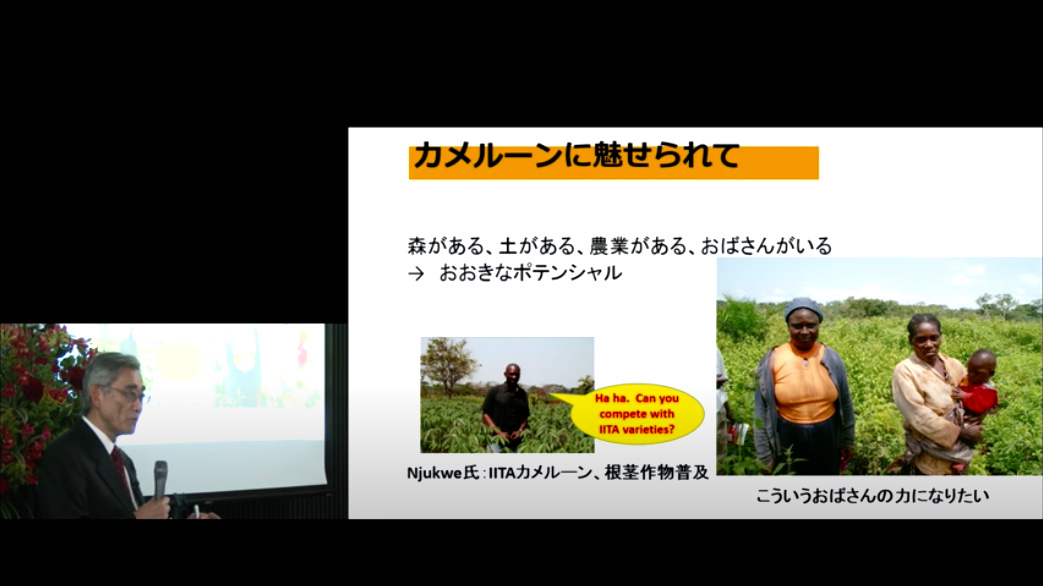 カメルーンに魅せられて
森がある、土がある、農業がある、おばさんがいる
→ おおきなポテンシャル
Ha ha. Can you
compete with
IITA varieties?
Njukwe氏：IITAカメルーン、根茎作物普及
こういうおばさんの力になりたい